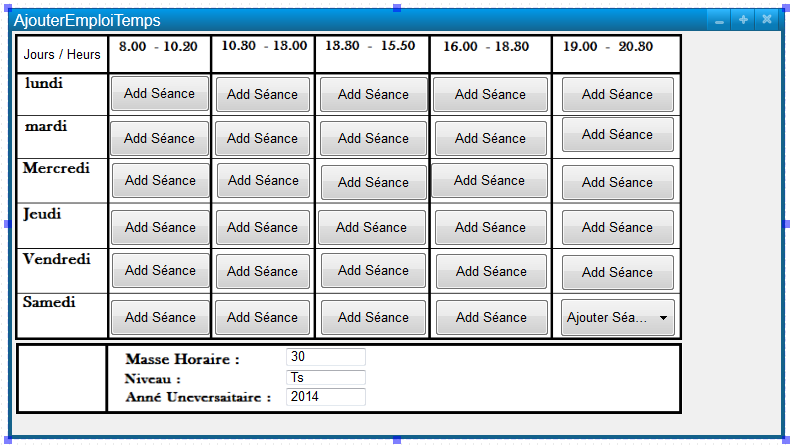 AjouterEmploiTemps
Jours / Heurs 8.00 - 10.20 10.30 - 13.00 13.30 - 15.50 16.00 - 18.30 19.00 - 20.30
lundi Add Séance Add Séance Add Séance Add Séance Add Séance
mardi Add Séance Add Séance Add Séance Add Séance Add Séance
Mercredi Add Séance Add Séance Add Séance Add Séance Add Séance
Jeudi Add Séance Add Séance Add Séance Add Séance Add Séance
Vendredi Add Séance Add Séance Add Séance Add Séance Add Séance
Samedi Add Séance Add Séance Add Séance Add Séance Ajouter Séa...
Masse Horaire : 30
Niveau : Ts
Anné Uneversaitaire : 2014